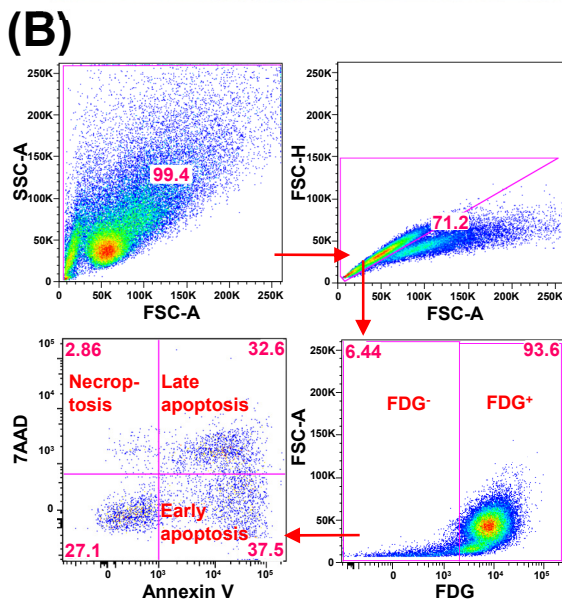 (B)
250K
200K
150K
100K
50K
0
SSC-A
99.4
0 50K 100K 150K 200K 250K
FSC-A
250K
200K
150K
100K
50K
0
FSC-H
71.2
0 50K 100K 150K 200K 250K
FSC-A
2.86 32.6
Necrop-
tosis
Late
apoptosis
10⁵
10⁴
10³
0
7AAD
Early
apoptosis
27.1 37.5
0 10³ 10⁴ 10⁵
Annexin V
6.44 93.6
FDG⁻ FDG⁺
250K
200K
150K
100K
50K
0
FSC-A
0 10³ 10⁴ 10⁵
FDG